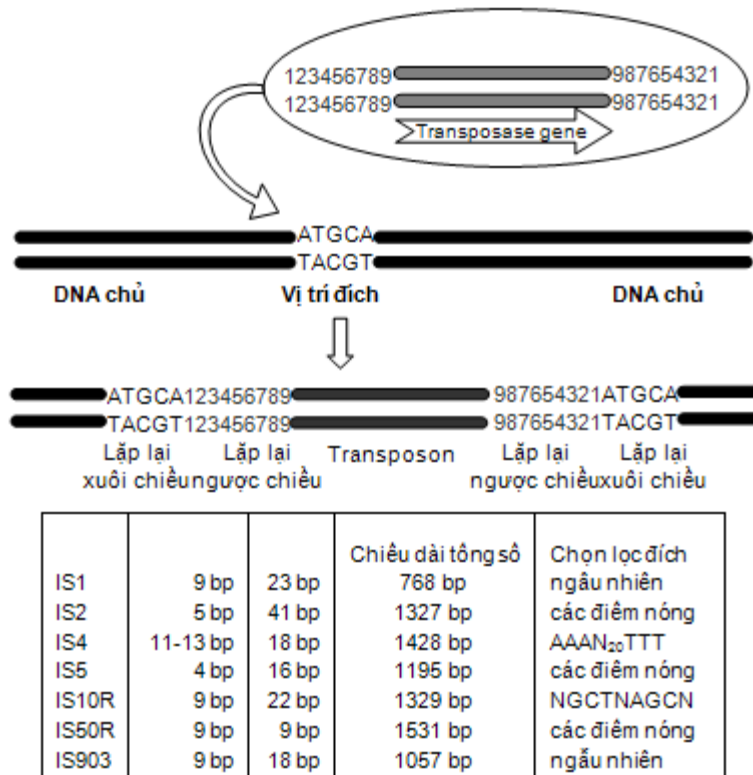 123456789 987654321
123456789 987654321
Transposase gene
ATGCA
TACGT
DNA chủ Vị trí đích DNA chủ
ATGCA123456789 987654321ATGCA
TACGT123456789 987654321TACGT
Lặp lại Lặp lại Transposon Lặp lại Lặp lại
xuôi chiều ngược chiều ngược chiều xuôi chiều
Chiều dài tổng số Chọn lọc đích
IS1 9 bp 23 bp 768 bp ngẫu nhiên
IS2 5 bp 41 bp 1327 bp các điểm nóng
IS4 11-13 bp 18 bp 1428 bp AAAN₂₀TTT
IS5 4 bp 16 bp 1195 bp các điểm nóng
IS10R 9 bp 22 bp 1329 bp NGCTNAGCN
IS50R 9 bp 9 bp 1531 bp các điểm nóng
IS903 9 bp 18 bp 1057 bp ngẫu nhiên